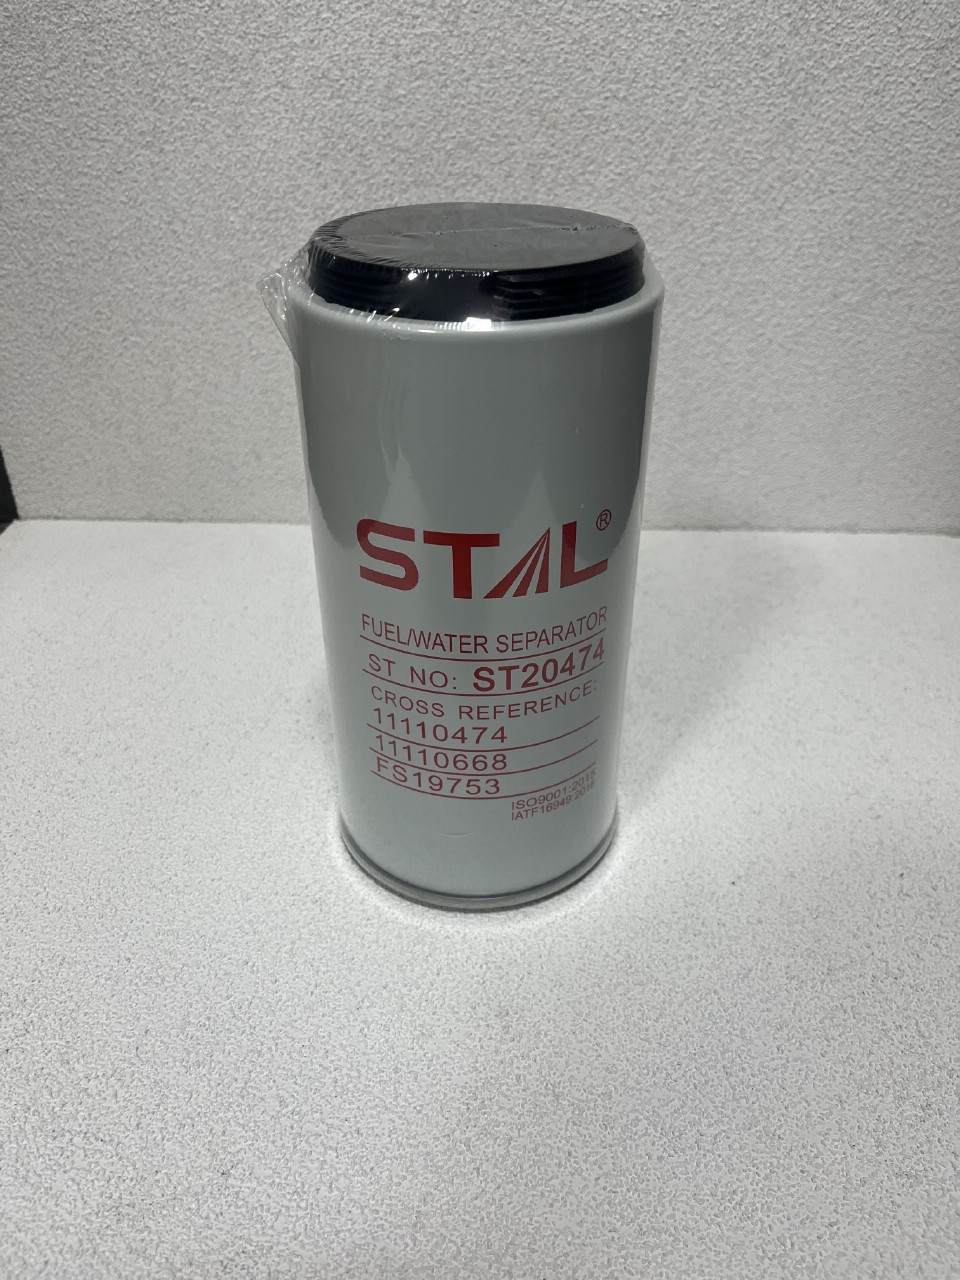 STAL®
FUEL/WATER SEPARATOR
ST NO: ST20474
CROSS REFERENCE:
11110474
11110668
FS19753
ISO9001:2015
IATF16949:2016